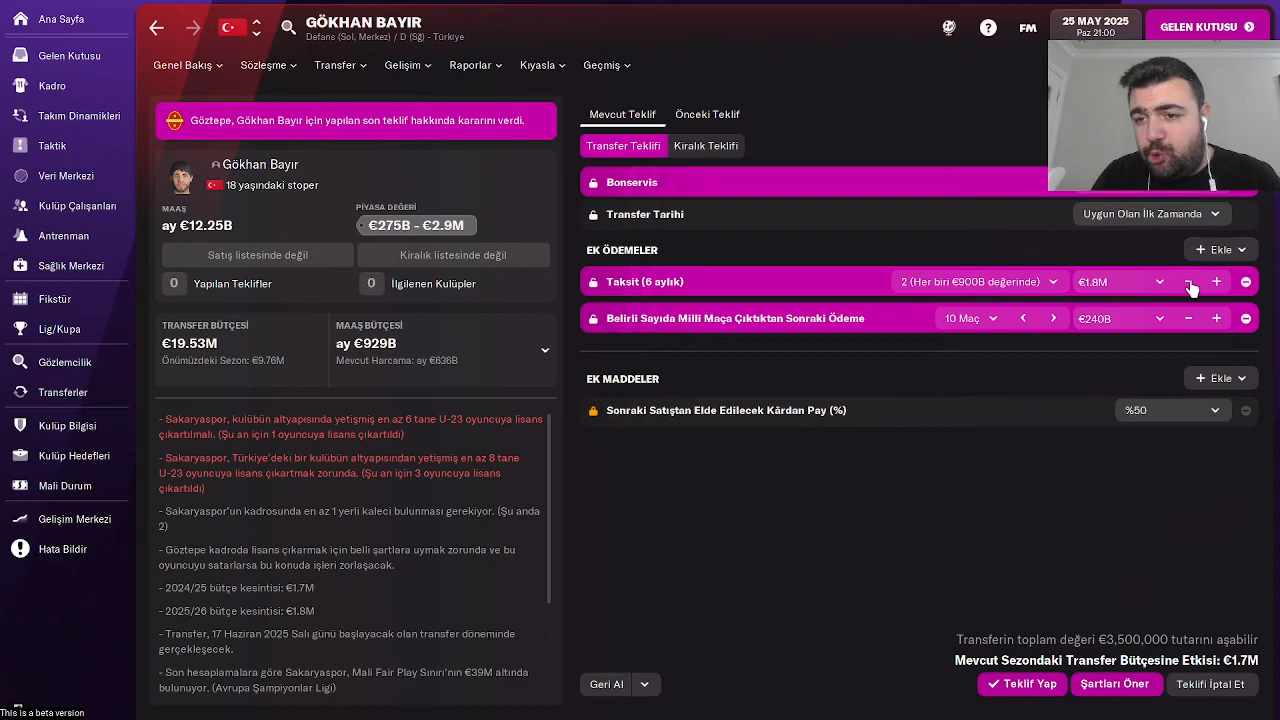 Ana Sayfa
Gelen Kutusu
Kadro
Takım Dinamikleri
Taktik
Veri Merkezi
Kulüp Çalışanları
Antrenman
Sağlık Merkezi
Fikstür
Lig/Kupa
Gözlemcilik
Transferler
Kulüp Bilgisi
Kulüp Hedefleri
Mali Durum
Gelişim Merkezi
Hata Bildir
This is a beta version
GÖKHAN BAYIR
Defans (Sol, Merkez) / D (Sğ) - Türkiye
FM
25 MAY 2025
Paz 21:00
GELEN KUTUSU
Genel Bakış
Sözleşme
Transfer
Gelişim
Raporlar
Kıyasla
Geçmiş
Göztepe, Gökhan Bayır için yapılan son teklif hakkında kararını verdi.
Gökhan Bayır
18 yaşındaki stoper
MAAŞ
ay €12.25B
PİYASA DEĞERİ
€275B - €2.9M
Satış listesinde değil
Kiralık listesinde değil
0 Yapılan Teklifler
0 İlgilenen Kulüpler
TRANSFER BÜTÇESİ
€19.53M
Önümüzdeki Sezon: €9.76M
MAAŞ BÜTÇESİ
ay €929B
Mevcut Harcama: ay €636B
- Sakaryaspor, kulübün altyapısında yetişmiş en az 6 tane U-23 oyuncuya lisans
çıkartılmalı. (Şu an için 1 oyuncuya lisans çıkartıldı)
- Sakaryaspor, Türkiye'deki bir kulübün altyapısından yetişmiş en az 8 tane
U-23 oyuncuya lisans çıkartmak zorunda. (Şu an için 3 oyuncuya lisans
çıkartıldı)
- Sakaryaspor'un kadrosunda en az 1 yerli kaleci bulunması gerekiyor. (Şu anda
2)
- Göztepe kadroda lisans çıkarmak için belli şartlara uymak zorunda ve bu
oyuncuyu satarlarsa bu konuda işleri zorlaşacak.
- 2024/25 bütçe kesintisi: €1.7M
- 2025/26 bütçe kesintisi: €1.8M
- Transfer, 17 Haziran 2025 Salı günü başlayacak olan transfer döneminde
gerçekleşecek.
- Son hesaplamalara göre Sakaryaspor, Mali Fair Play Sınırı'nın €39M altında
bulunuyor. (Avrupa Şampiyonlar Ligi)
Mevcut Teklif
Önceki Teklif
Transfer Teklifi
Kiralık Teklifi
Bonservis
Transfer Tarihi
Uygun Olan İlk Zamanda
EK ÖDEMELER
+ Ekle
Taksit (6 aylık)
2 (Her biri €900B değerinde)
€1.8M
Belirli Sayıda Milli Maça Çıktıktan Sonraki Ödeme
10 Maç
€240B
EK MADDELER
+ Ekle
Sonraki Satıştan Elde Edilecek Kârdan Pay (%)
%50
Transferin toplam değeri €3,500,000 tutarını aşabilir
Mevcut Sezondaki Transfer Bütçesine Etkisi: €1.7M
Geri Al
Teklif Yap
Şartları Öner
Teklifi İptal Et